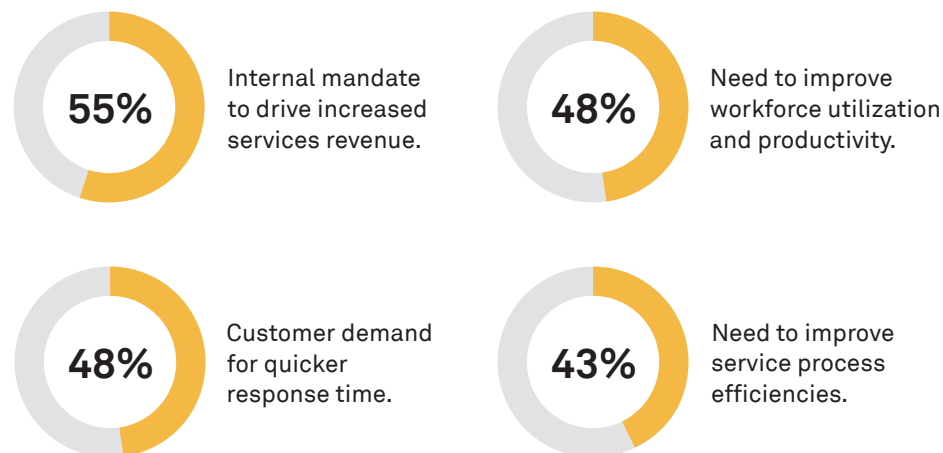 55%
Internal mandate
to drive increased
services revenue.
48%
Need to improve
workforce utilization
and productivity.
48%
Customer demand
for quicker
response time.
43%
Need to improve
service process
efficiencies.